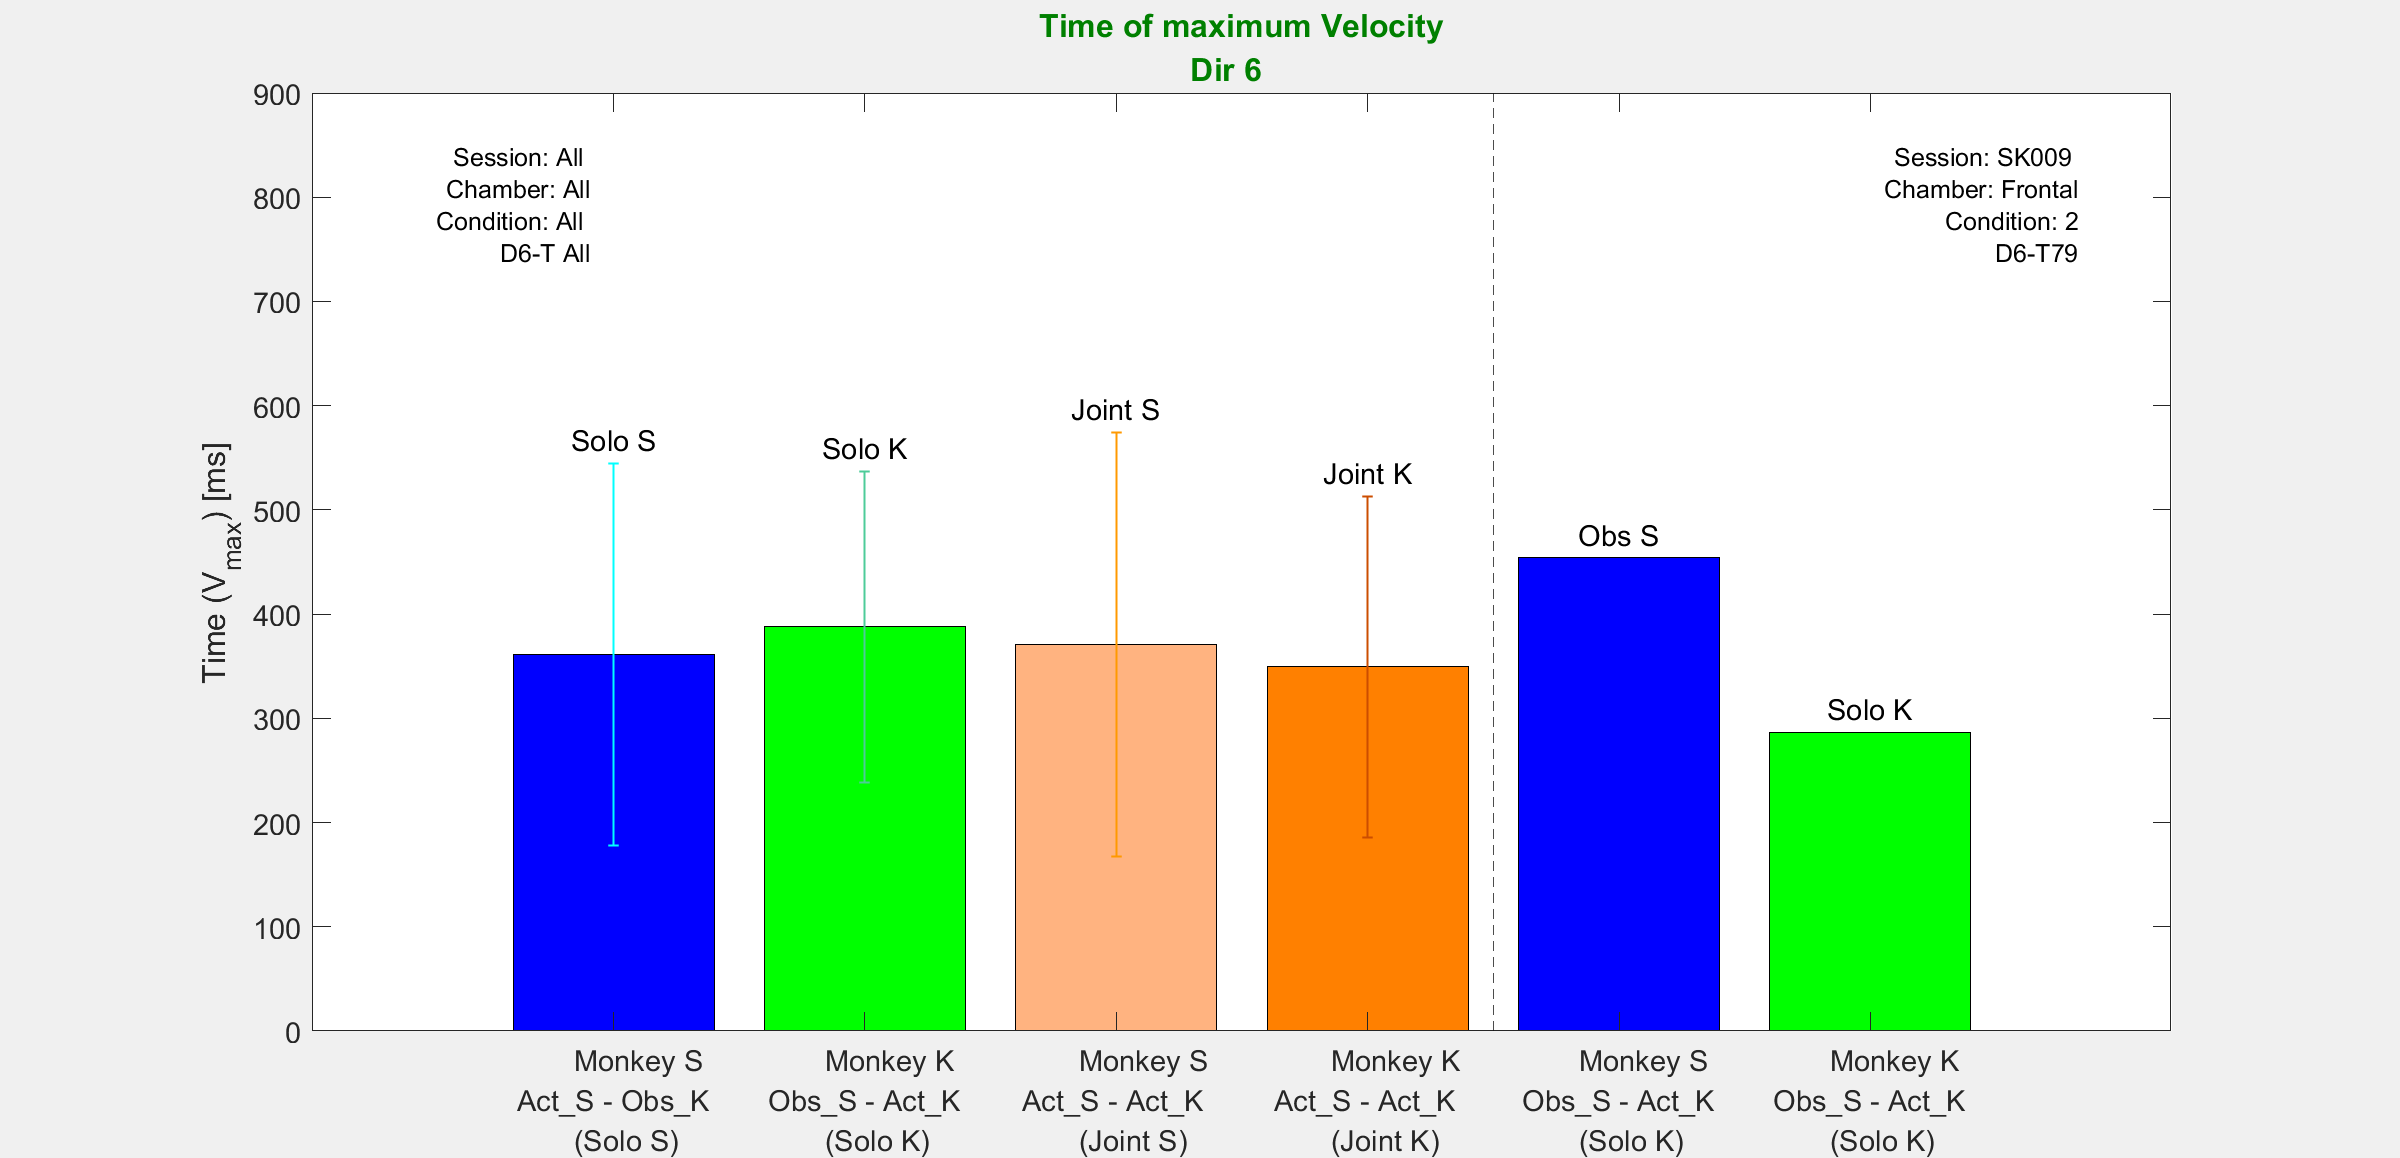 Time of maximum Velocity
Dir 6
900
800
700
600
500
400
300
200
100
0
Time (Vmax) [ms]
Session: All
Chamber: All
Condition: All
D6-T All
Session: SK009
Chamber: Frontal
Condition: 2
D6-T79
Solo S
Solo K
Joint S
Joint K
Obs S
Solo K
Monkey S
Act_S - Obs_K
(Solo S)
Monkey K
Obs_S - Act_K
(Solo K)
Monkey S
Act_S - Act_K
(Joint S)
Monkey K
Act_S - Act_K
(Joint K)
Monkey S
Obs_S - Act_K
(Solo K)
Monkey K
Obs_S - Act_K
(Solo K)